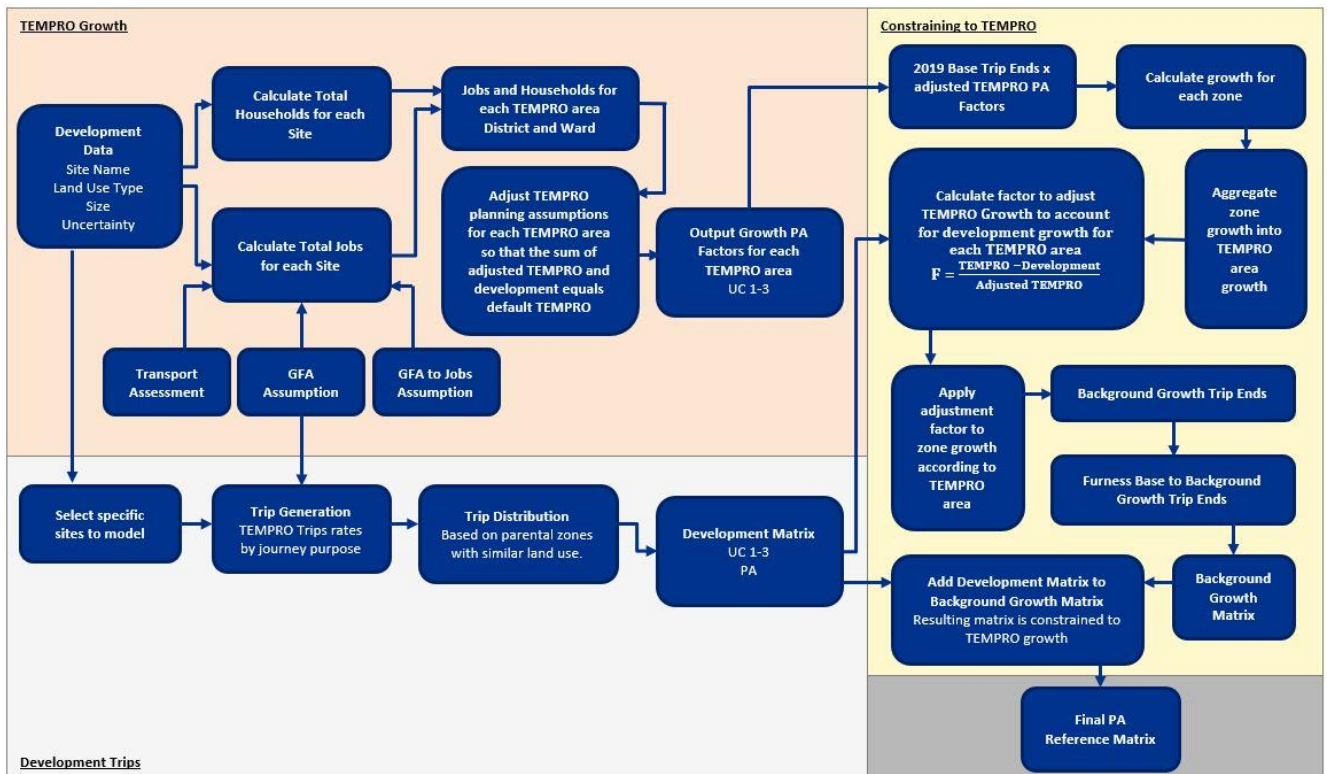 TEMPRO Growth
Development
Data
Site Name
Land Use Type
Size
Uncertainty
Calculate Total
Households for each
Site
Jobs and Households for
each TEMPRO area
District and Ward
Calculate Total Jobs
for each Site
Adjust TEMPRO
planning assumptions
for each TEMPRO area
so that the sum of
adjusted TEMPRO and
development equals
default TEMPRO
Output Growth PA
Factors for each
TEMPRO area
UC 1-3
Transport
Assessment
GFA
Assumption
GFA to Jobs
Assumption
Select specific
sites to model
Trip Generation
TEMPRO Trips rates
by journey purpose
Trip Distribution
Based on parental zones
with similar land use.
Development Matrix
UC 1-3
PA
Development Trips
Constraining to TEMPRO
2019 Base Trip Ends x
adjusted TEMPRO PA
Factors
Calculate growth for
each zone
Calculate factor to adjust
TEMPRO Growth to account
for development growth for
each TEMPRO area
F = TEMPRO −Development
Adjusted TEMPRO
Aggregate
zone
growth into
TEMPRO
area
growth
Apply
adjustment
factor to
zone growth
according to
TEMPRO
area
Background Growth Trip Ends
Furness Base to Background
Growth Trip Ends
Background
Growth
Matrix
Add Development Matrix to
Background Growth Matrix
Resulting matrix is constrained to
TEMPRO growth
Final PA
Reference Matrix